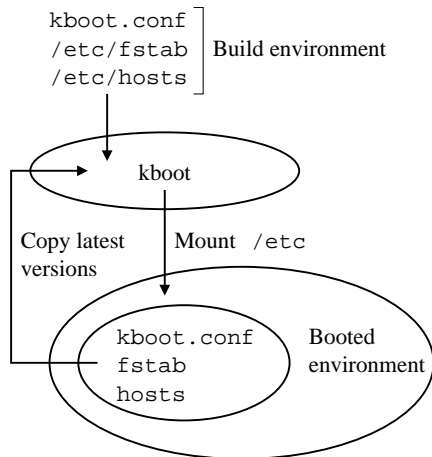 kboot.conf
/etc/fstab
/etc/hosts
Build environment
kboot
Copy latest
versions
Mount /etc
kboot.conf
fstab
hosts
Booted
environment